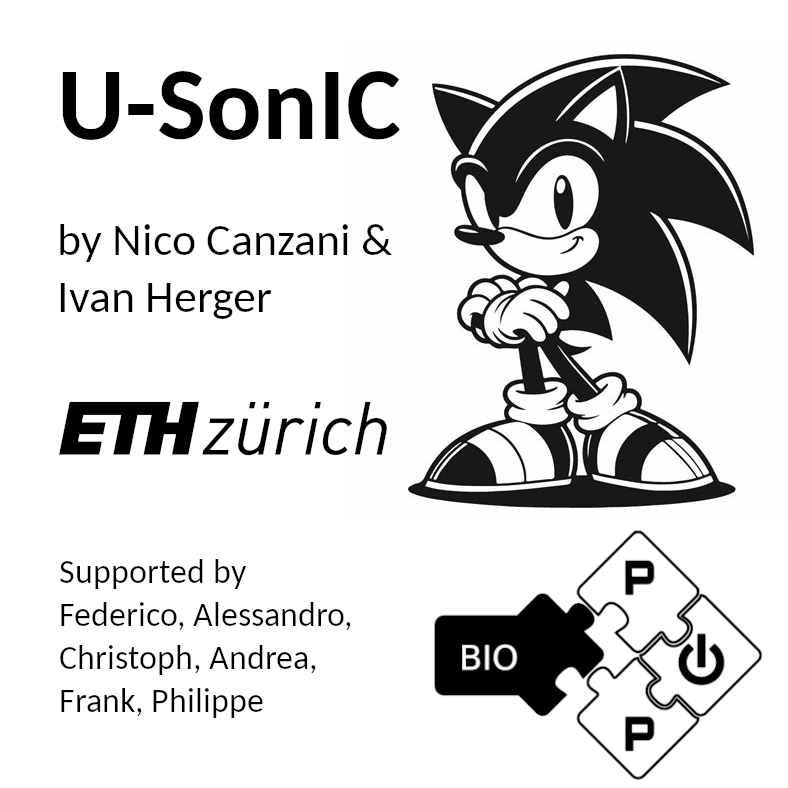 U-SonIC
by Nico Canzani &
Ivan Herger
ETH zürich
Supported by
Federico, Alessandro,
Christoph, Andrea,
Frank, Philippe
P
BIO
P